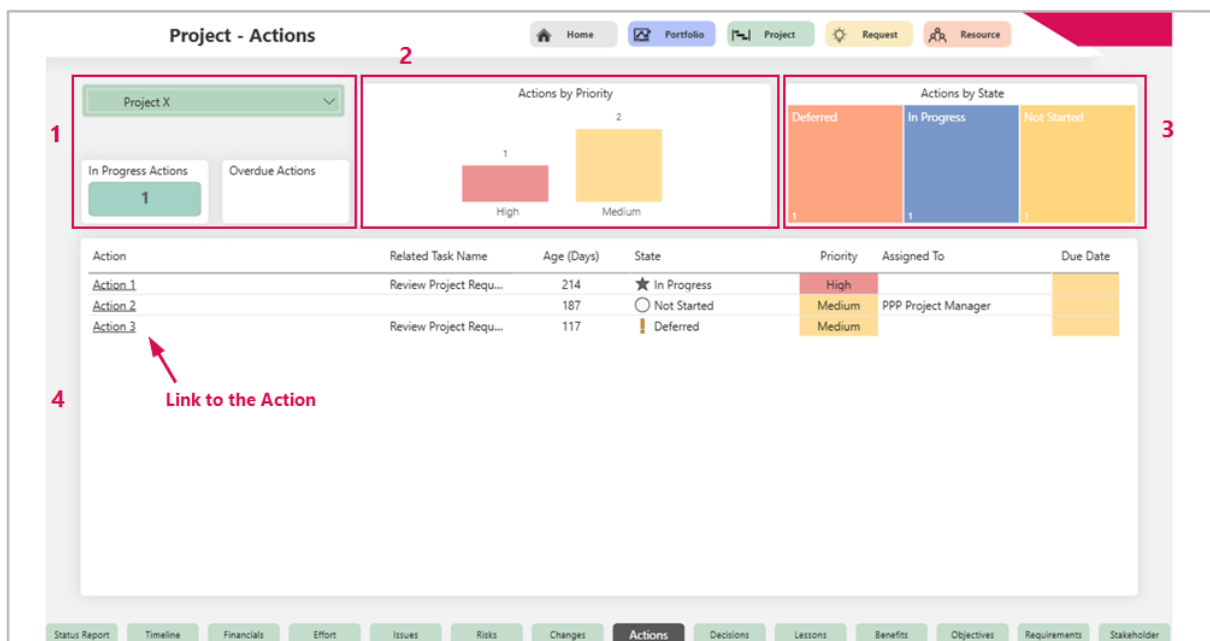 Project - Actions
Home
Portfolio
Project
Request
Resource
2
1
3
Project X
In Progress Actions
1
Overdue Actions
Actions by Priority
2
1
High
Medium
Actions by State
Deferred
In Progress
Not Started
1
1
1
Action Related Task Name Age (Days) State Priority Assigned To Due Date
Action 1 Review Project Requ... 214 In Progress High
Action 2 187 Not Started Medium PPP Project Manager
Action 3 Review Project Requ... 117 Deferred Medium
4
Link to the Action
Status Report Timeline Financials Effort Issues Risks Changes Actions Decisions Lessons Benefits Objectives Requirements Stakeholder